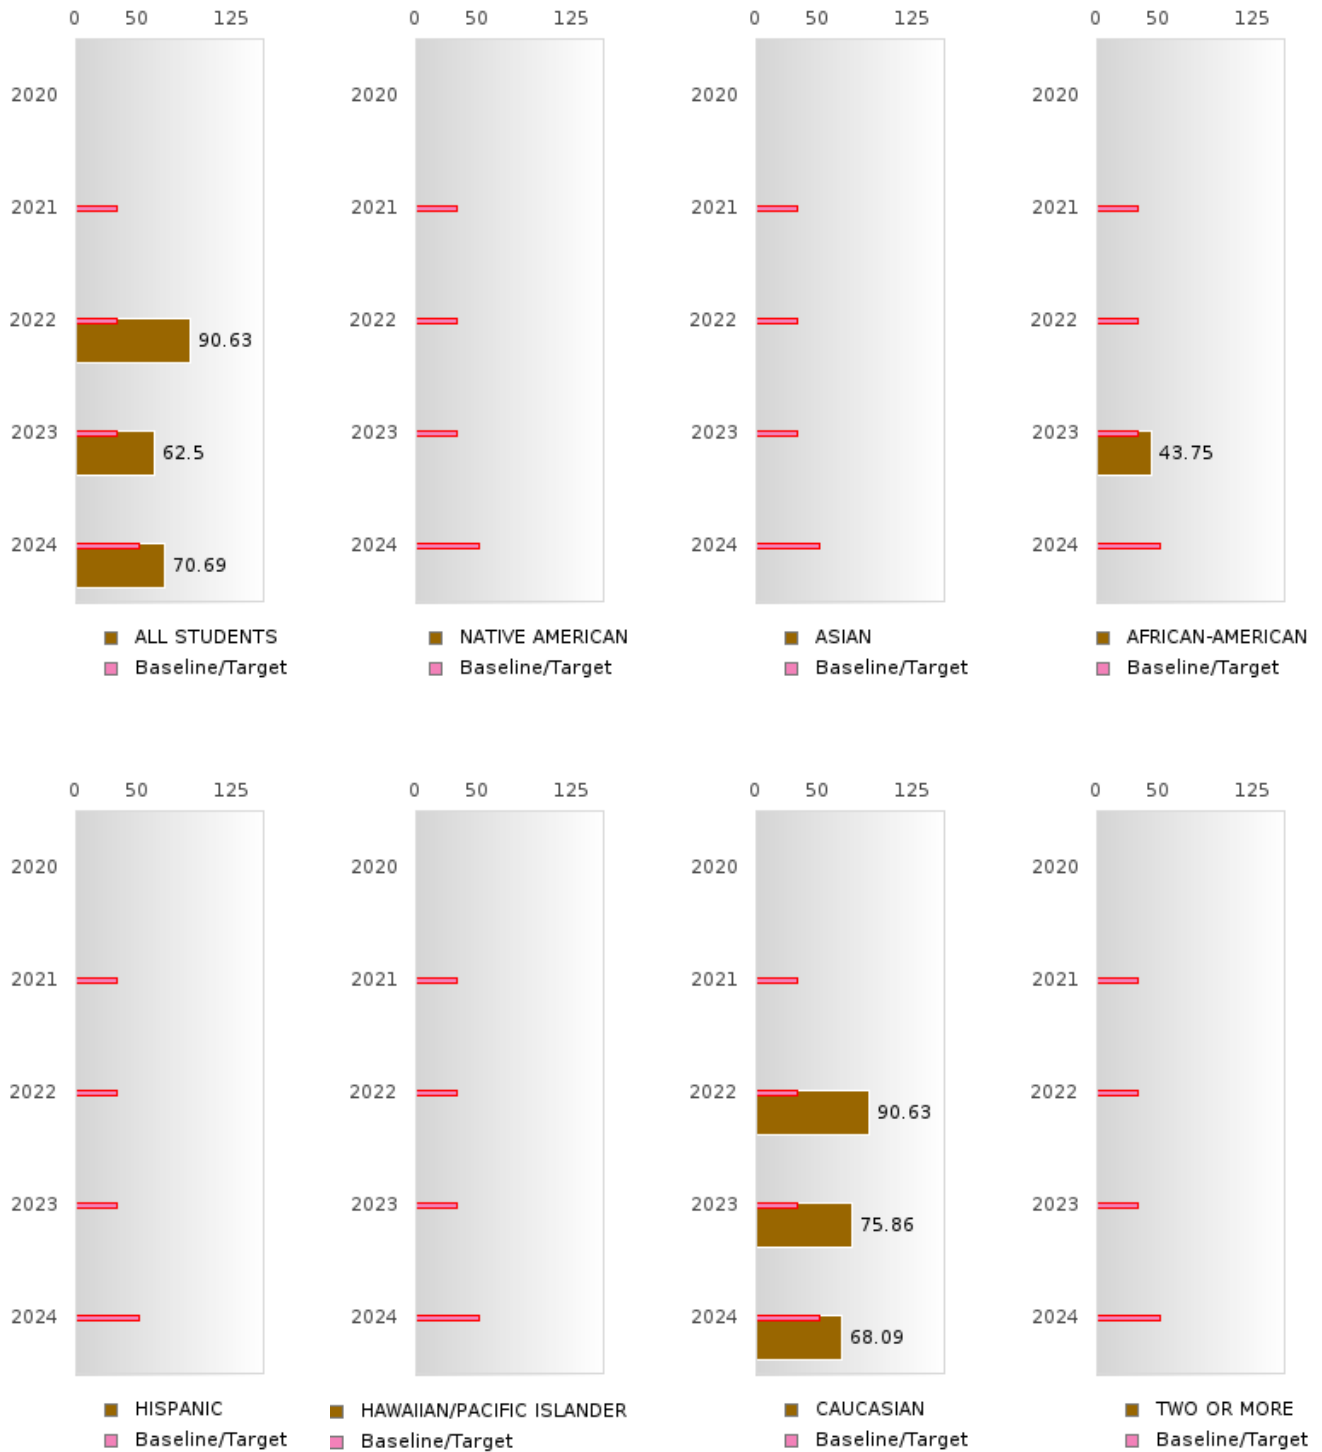 0 50 125 0 50 125 0 50 125 0 50 125
2020 2020 2020 2020
2021 2021 2021 2021
2022 90.63 2022 2022 2022
2023 62.5 2023 2023 2023 43.75
2024 70.69 2024 2024 2024
ALL STUDENTS NATIVE AMERICAN ASIAN AFRICAN-AMERICAN
Baseline/Target Baseline/Target Baseline/Target Baseline/Target
0 50 125 0 50 125 0 50 125 0 50 125
2020 2020 2020 2020
2021 2021 2021 2021
2022 2022 2022 90.63 2022
2023 2023 2023 75.86 2023
2024 2024 2024 68.09 2024
HISPANIC HAWAIIAN/PACIFIC ISLANDER CAUCASIAN TWO OR MORE
Baseline/Target Baseline/Target Baseline/Target Baseline/Target